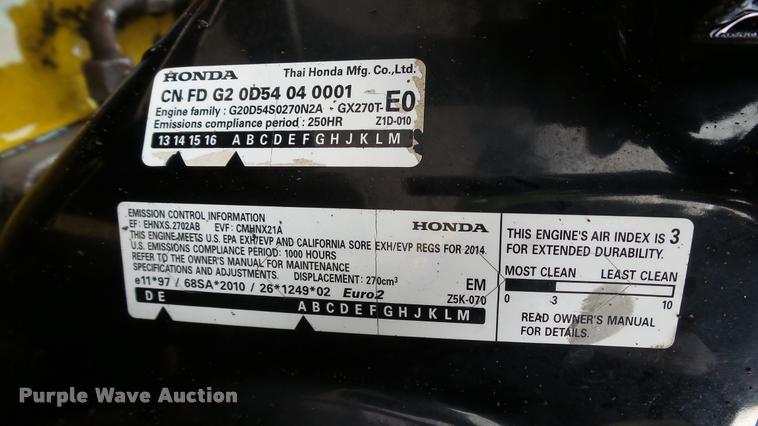 HONDA Thai Honda Mfg. Co.,Ltd.
CN FD G2 0D54 04 0001
Engine family : G20D54S0270N2A · GX270T- E0
Emissions compliance period : 250HR Z1D-010
13 14 15 16 A B C D E F G H J K L M
EMISSION CONTROL INFORMATION
EF: EHNXS.2702AB EVF: CMHNX21A HONDA
THIS ENGINE MEETS U.S. EPA EXH/EVP AND CALIFORNIA SORE EXH/EVP REGS FOR 2014.
U.S. EMISSIONS COMPLIANCE PERIOD: 1000 HOURS
REFER TO THE OWNER'S MANUAL FOR MAINTENANCE
SPECIFICATIONS AND ADJUSTMENTS. DISPLACEMENT: 270cm³ EM
e11*97 / 68SA*2010 / 26*1249*02 Euro2 Z5K-070
D E A B C D E F G H J K L M
THIS ENGINE'S AIR INDEX IS 3
FOR EXTENDED DURABILITY.
MOST CLEAN LEAST CLEAN
0 3 10
READ OWNER'S MANUAL
FOR DETAILS.
Purple Wave Auction